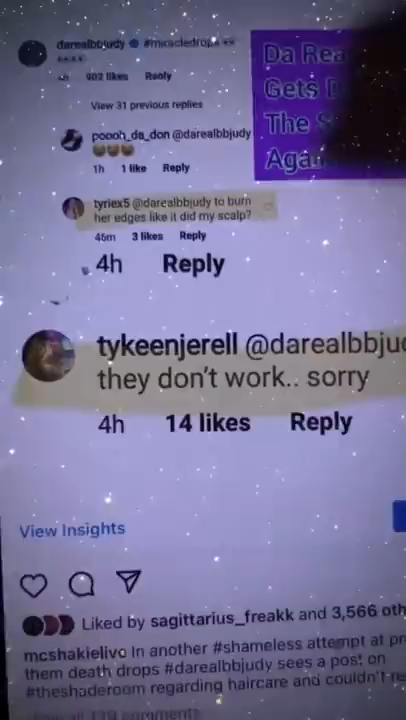 darealbbjudy #miracledrops
4h 902 likes Reply
View 31 previous replies
poooh_da_don @darealbbjudy
1h 1 like Reply
tyriex5 @darealbbjudy to burn
her edges like it did my scalp?
46m 3 likes Reply
4h Reply
tykeenjerell @darealbbjud
they don't work.. sorry
4h 14 likes Reply
Da Rea
Gets
The S
Again
View Insights
Liked by sagittarius_freakk and 3,566 oth
mcshakielivo In another #shameless attempt at pr
them death drops #darealbbjudy sees a post on
#theshaderoom regarding haircare and couldn't re